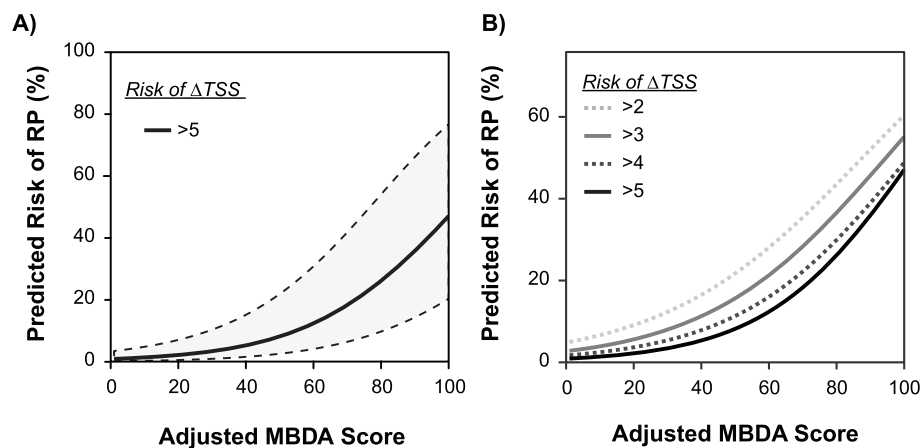 A)
Predicted Risk of RP (%)
100
80
60
40
20
0
Risk of ΔTSS
>5
0 20 40 60 80 100
Adjusted MBDA Score
B)
Predicted Risk of RP (%)
60
40
20
0
Risk of ΔTSS
>2
>3
>4
>5
0 20 40 60 80 100
Adjusted MBDA Score